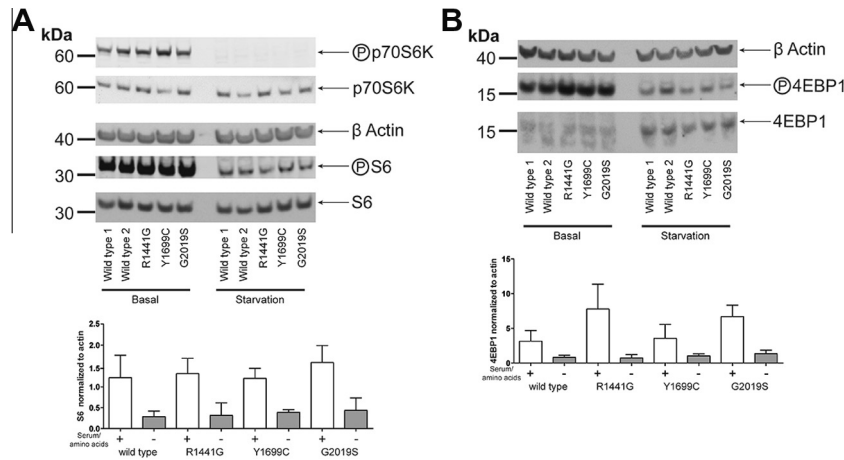 A
kDa
60
Ⓟp70S6K
60
p70S6K
40
β Actin
30
ⓅS6
30
S6
Wild type 1
Wild type 2
R1441G
Y1699C
G2019S
Wild type 1
Wild type 2
R1441G
Y1699C
G2019S
Basal
Starvation
S6 normalized to actin
2.5
2.0
1.5
1.0
0.5
0.0
Serum/
amino acids
+ - + - + - + -
wild type R1441G Y1699C G2019S
B
kDa
40
β Actin
15
Ⓟ4EBP1
15
4EBP1
Wild type 1
Wild type 2
R1441G
Y1699C
G2019S
Wild type 1
Wild type 2
R1441G
Y1699C
G2019S
Basal
Starvation
4EBP1 normalized to actin
15
10
5
0
Serum/
amino acids
+ - + - + - + -
wild type R1441G Y1699C G2019S